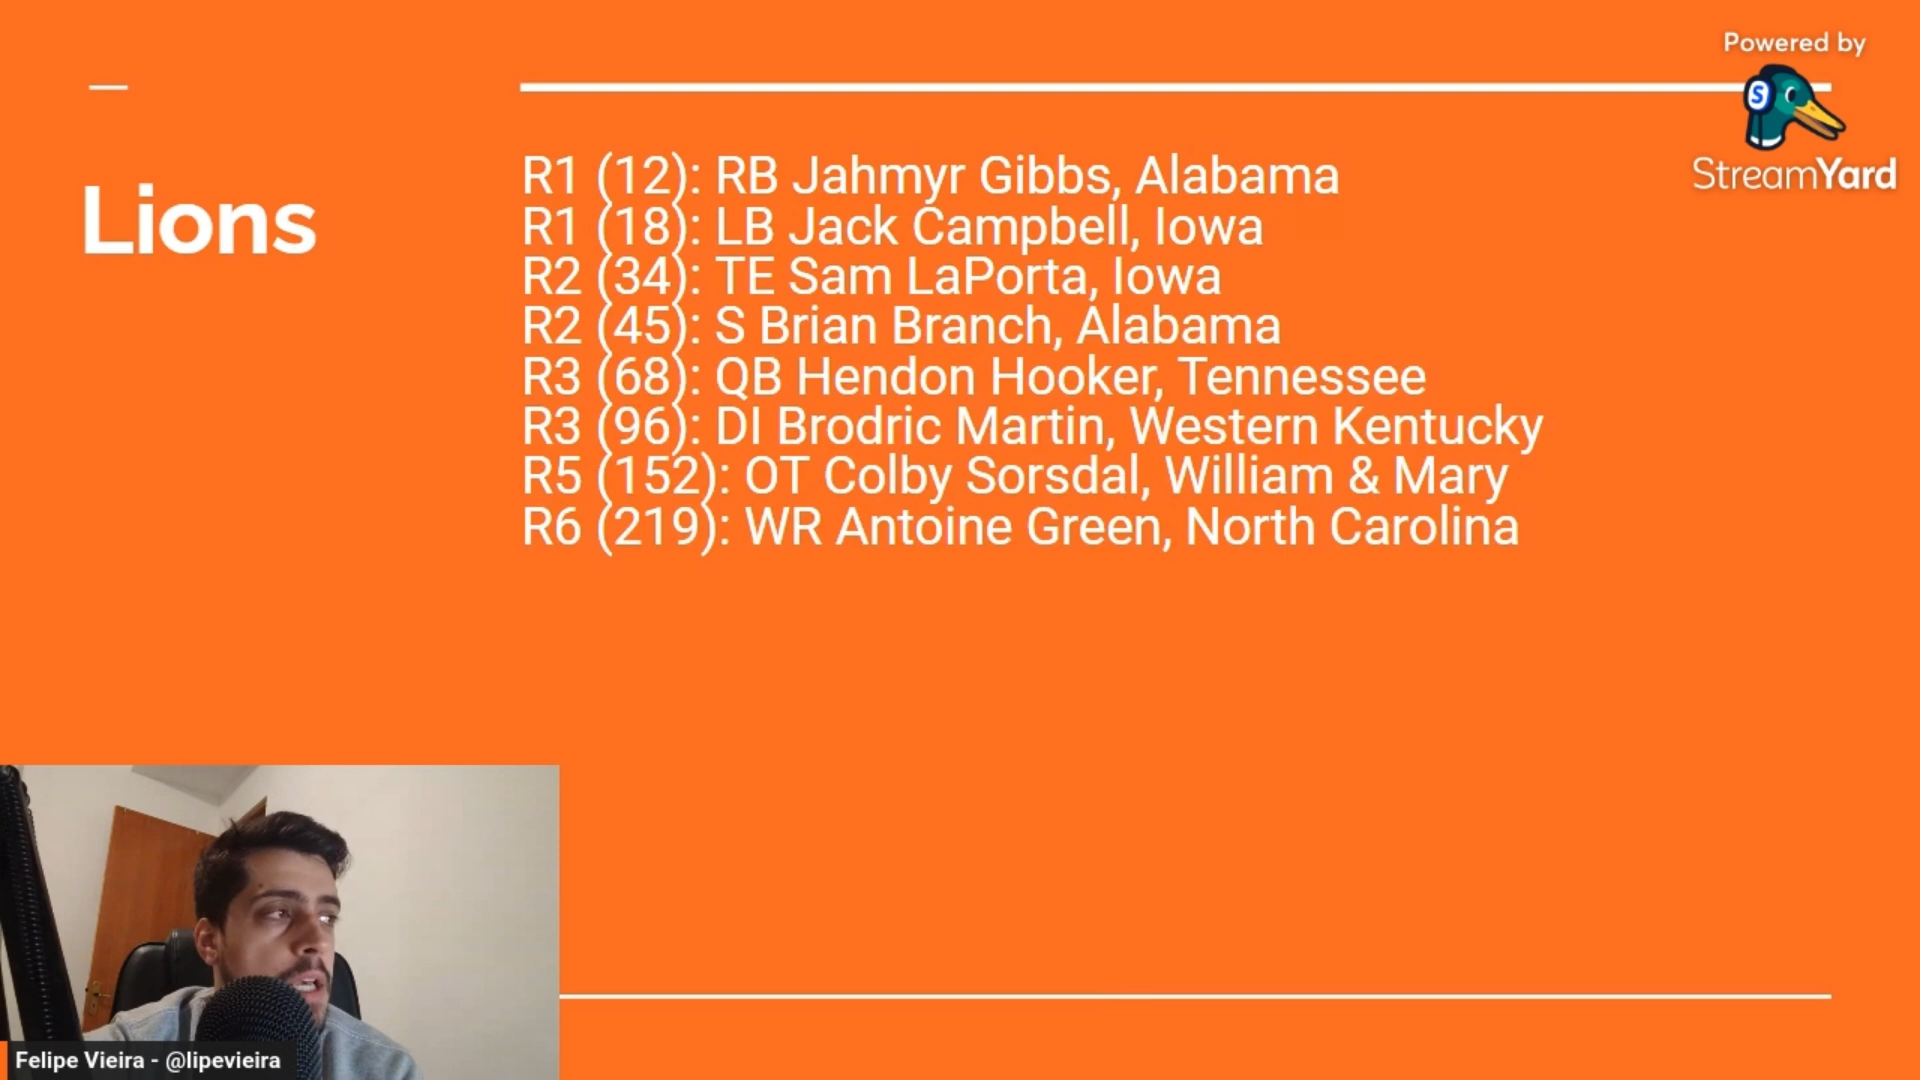 Powered by
S
StreamYard
Lions
R1 (12): RB Jahmyr Gibbs, Alabama
R1 (18): LB Jack Campbell, Iowa
R2 (34): TE Sam LaPorta, Iowa
R2 (45): S Brian Branch, Alabama
R3 (68): QB Hendon Hooker, Tennessee
R3 (96): DI Brodric Martin, Western Kentucky
R5 (152): OT Colby Sorsdal, William & Mary
R6 (219): WR Antoine Green, North Carolina
Felipe Vieira - @lipevieira